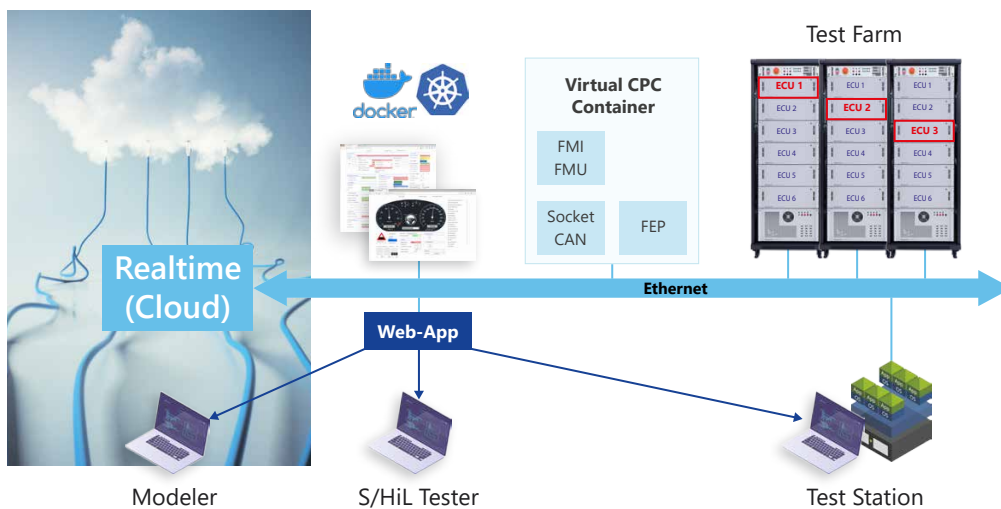 Test Farm
docker
Virtual CPC
Container
FMI
FMU
Socket
CAN
FEP
ECU 1
ECU 2
ECU 3
ECU 4
ECU 5
ECU 6
ECU 1
ECU 2
ECU 3
ECU 4
ECU 5
ECU 6
ECU 1
ECU 2
ECU 3
ECU 4
ECU 5
ECU 6
Realtime
(Cloud)
Ethernet
Web-App
Modeler
S/HiL Tester
Test Station